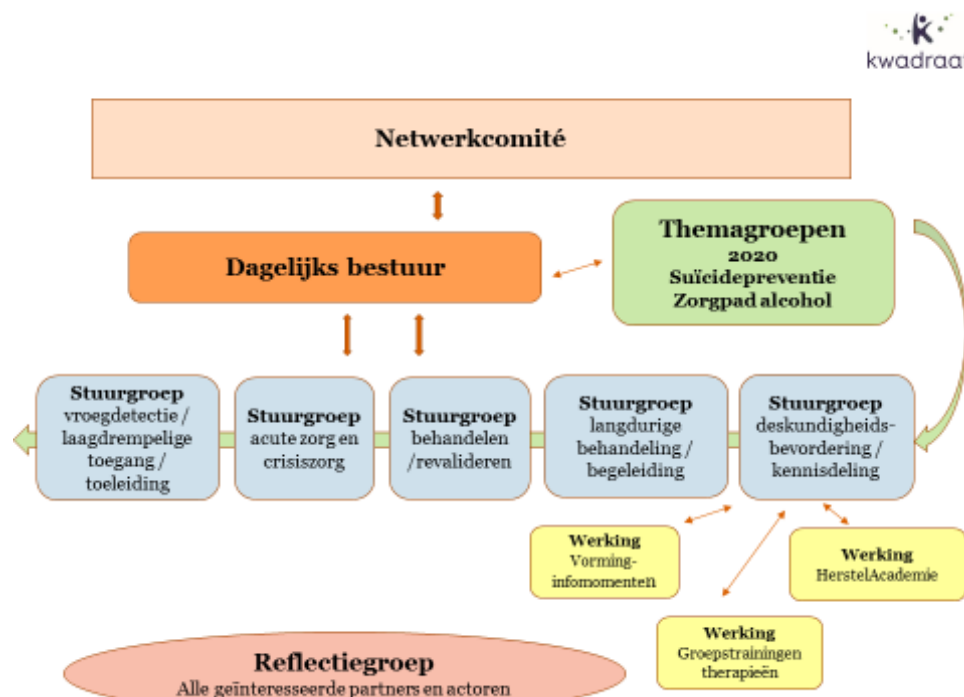 kwadraat
Netwerkcomité
Dagelijks bestuur
Themagroepen
2020
Suïcidepreventie
Zorgpad alcohol
Stuurgroep
vroegdetectie /
laagdrempelige
toegang /
toeleiding
Stuurgroep
acute zorg en
crisiszorg
Stuurgroep
behandelen
/revalideren
Stuurgroep
langdurige
behandeling /
begeleiding
Stuurgroep
deskundigheids-
bevordering /
kennisdeling
Werking
Vorming-
infomomenten
Werking
HerstelAcademie
Werking
Groepstrainingen
therapieën
Reflectiegroep
Alle geïnteresseerde partners en actoren